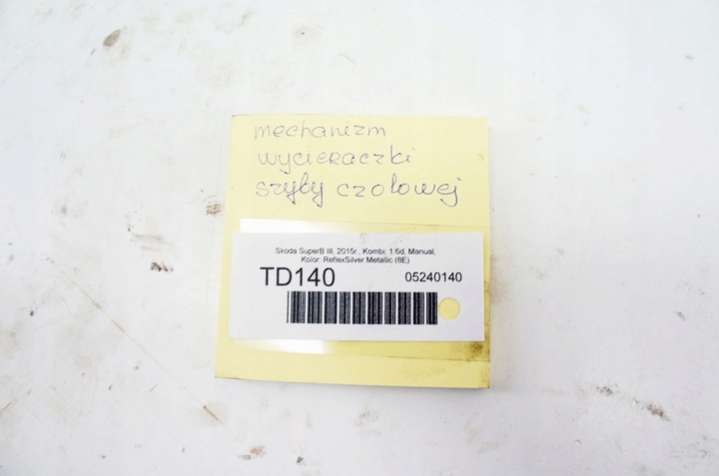 mechanizm
wycieraczki
szyby czołowej
Skoda SuperB III, 2015r., Kombi, 1.6d, Manual,
Kolor: ReflexSilver Metallic (8E)
TD140 05240140